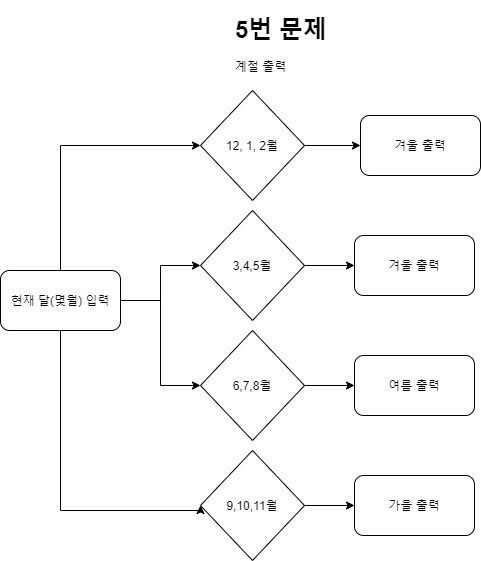 5번 문제
계절 출력
12, 1, 2월
겨울 출력
3,4,5월
겨울 출력
현재 달(몇월) 입력
6,7,8월
여름 출력
9,10,11월
가을 출력